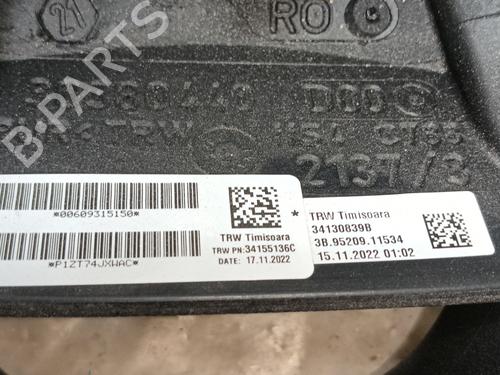 21
RO
TRW
2137/3
*00609315150*
*P1ZT74JXWAC*
TRW Timisoara
TRW PN: 34155136C
DATE: 17.11.2022
*
TRW Timisoara
34130839B
3B.95209.11534
15.11.2022 01:02
B-PARTS